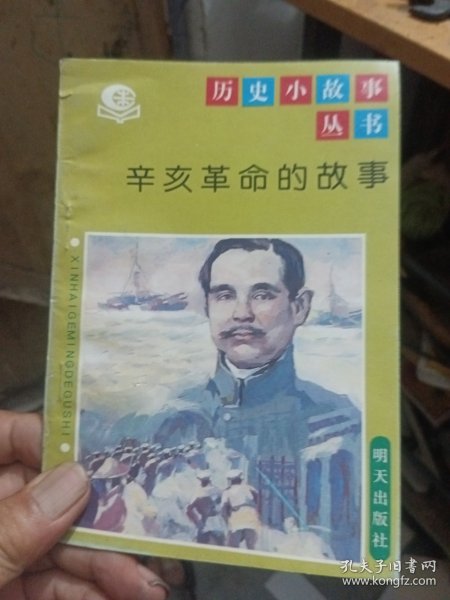 历史小故事
丛书
辛亥革命的故事
XINHAIGEMINGDEGUSHI
明天出版社
孔夫子旧书网
www.kongfz.com